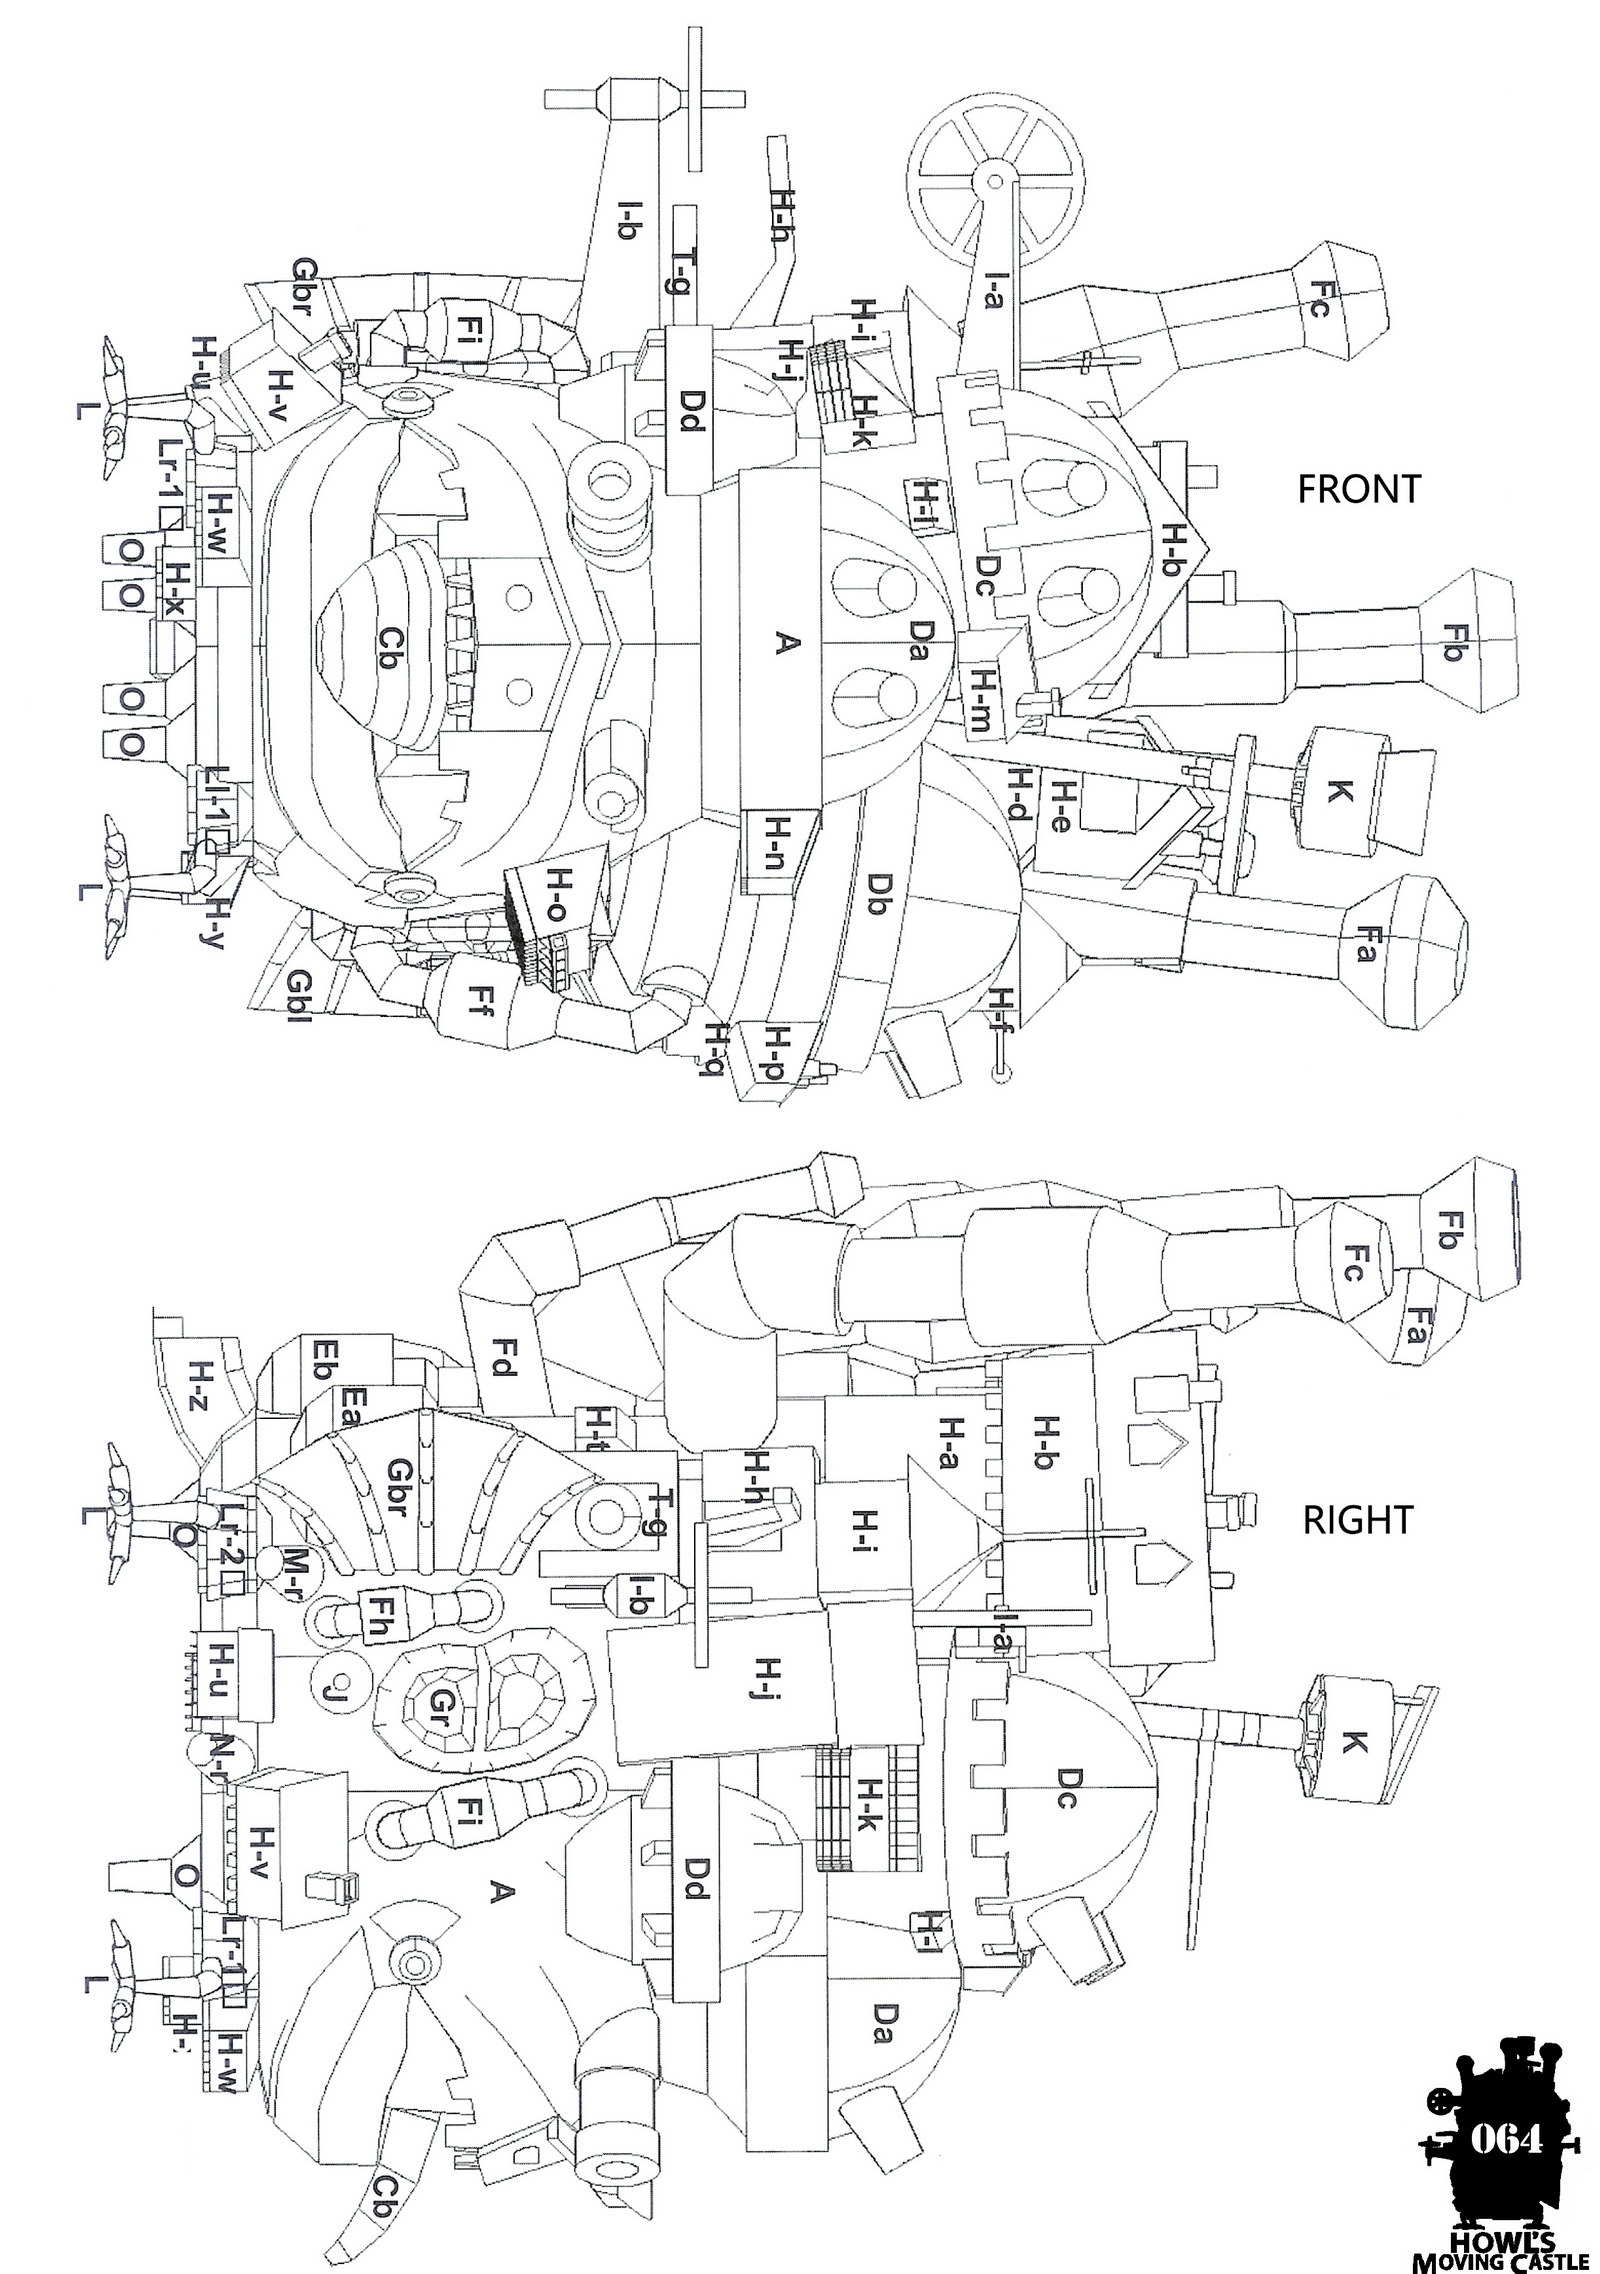 FRONT
Fc
Fb
Fa
K
I-a
H-b
H-h
H-i
H-j
H-k
H-l
Dc
H-m
H-d
H-e
H-f
I-b
T-g
Dd
A
Da
H-n
Db
H-p
H-q
Gbr
Fi
H-u
H-v
Cb
H-o
Ff
Gbl
L
Lr-1
H-w
O
O
H-x
O
O
Ll-1
L
H-y
RIGHT
Fb
Fc
Fa
K
H-z
Eb
Ea
Fd
H-t
H-a
H-b
Gbr
T-g
H-h
H-i
L
O
Lr-2
M-r
Fh
I-b
I-a
H-u
J
Gr
H-j
N-r
Fi
H-k
Dc
O
H-v
A
Dd
H-l
L
Lr-1
H-w
Da
Cb
064
HOWL'S
MOVING CASTLE